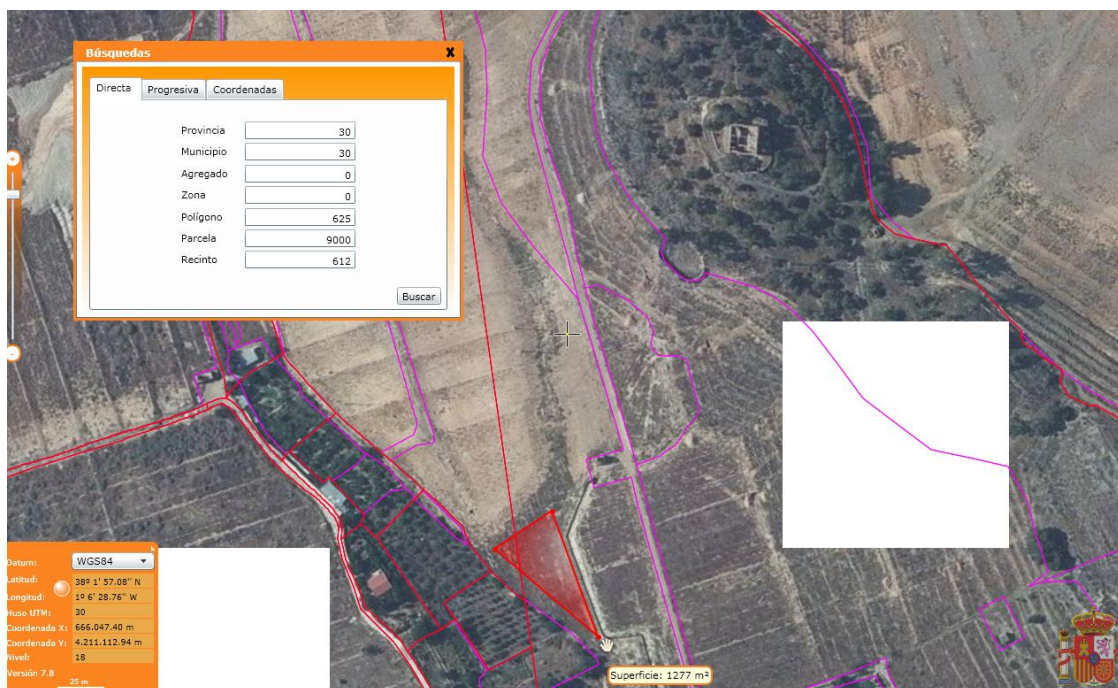 Búsquedas X
Directa Progresiva Coordenadas
Provincia 30
Municipio 30
Agregado 0
Zona 0
Polígono 625
Parcela 9000
Recinto 612
Buscar
Datum: WGS84
Latitud: 38º 1' 57.08'' N
Longitud: 1º 6' 28.76'' W
Huso UTM: 30
Coordenada X: 666.047.40 m
Coordenada Y: 4.211.112.94 m
Nivel: 18
Versión 7.8
25 m
Superficie: 1277 m²